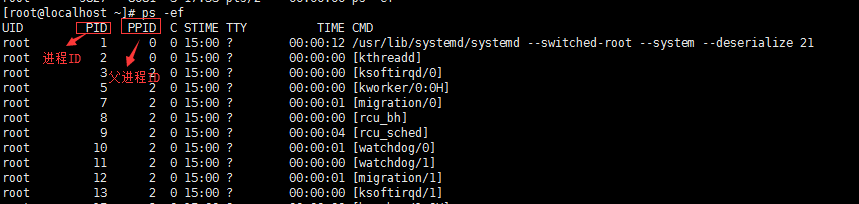 [root@localhost ~]# ps -ef
UID PID PPID C STIME TTY TIME CMD
root 1 0 0 15:00 ? 00:00:12 /usr/lib/systemd/systemd --switched-root --system --deserialize 21
root 2 0 0 15:00 ? 00:00:00 [kthreadd]
进程ID
root 3 2 0 15:00 ? 00:00:00 [ksoftirqd/0]
父进程ID
root 5 2 0 15:00 ? 00:00:00 [kworker/0:0H]
root 7 2 0 15:00 ? 00:00:01 [migration/0]
root 8 2 0 15:00 ? 00:00:00 [rcu_bh]
root 9 2 0 15:00 ? 00:00:04 [rcu_sched]
root 10 2 0 15:00 ? 00:00:01 [watchdog/0]
root 11 2 0 15:00 ? 00:00:00 [watchdog/1]
root 12 2 0 15:00 ? 00:00:01 [migration/1]
root 13 2 0 15:00 ? 00:00:00 [ksoftirqd/1]